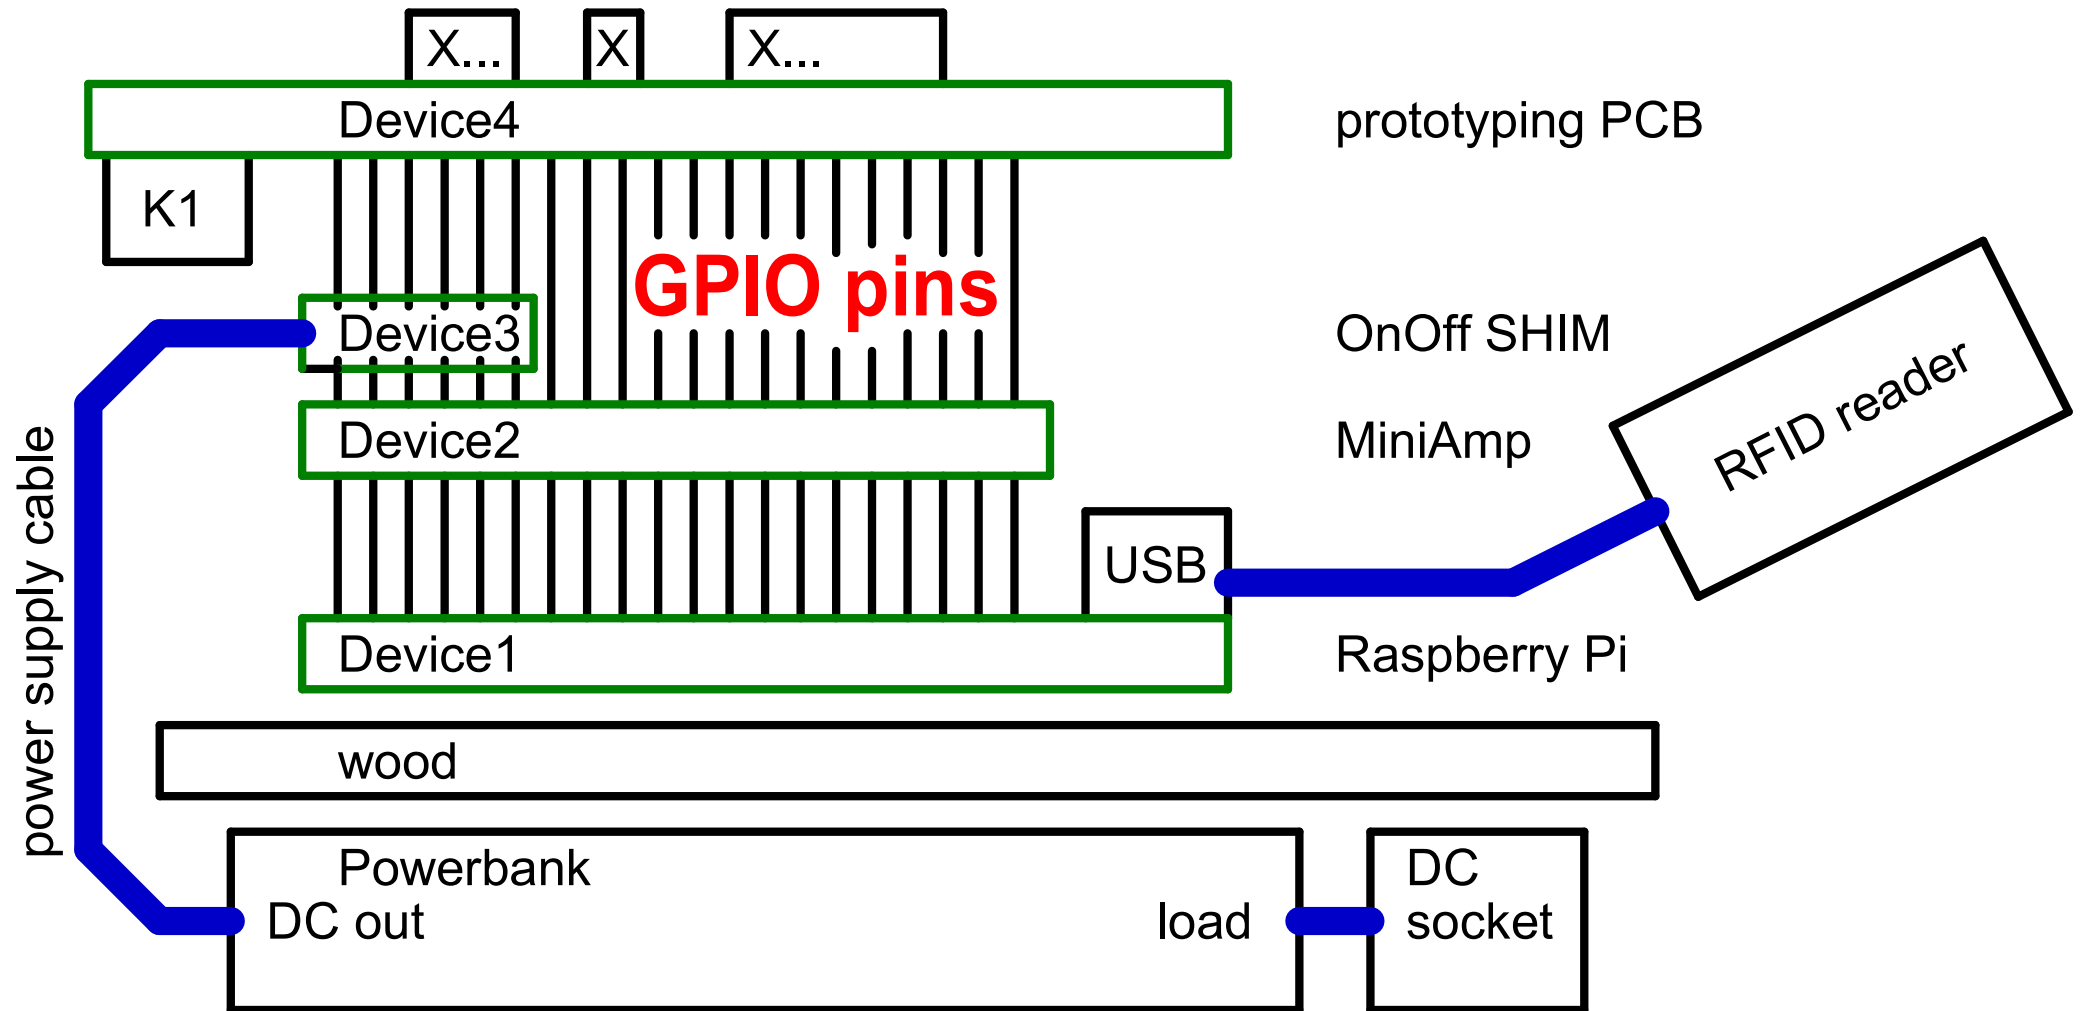 X...
X
X...
Device4
prototyping PCB
K1
GPIO pins
Device3
OnOff SHIM
RFID reader
Device2
MiniAmp
power supply cable
USB
Device1
Raspberry Pi
wood
Powerbank
DC out
load
DC
socket